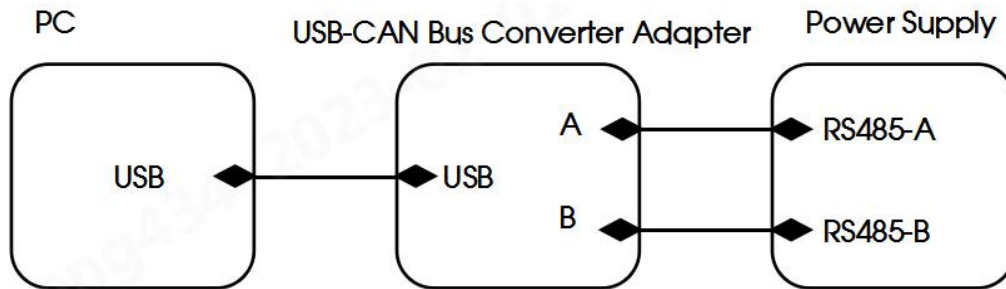 PC
USB-CAN Bus Converter Adapter
Power Supply
A
RS485-A
USB
USB
B
RS485-B